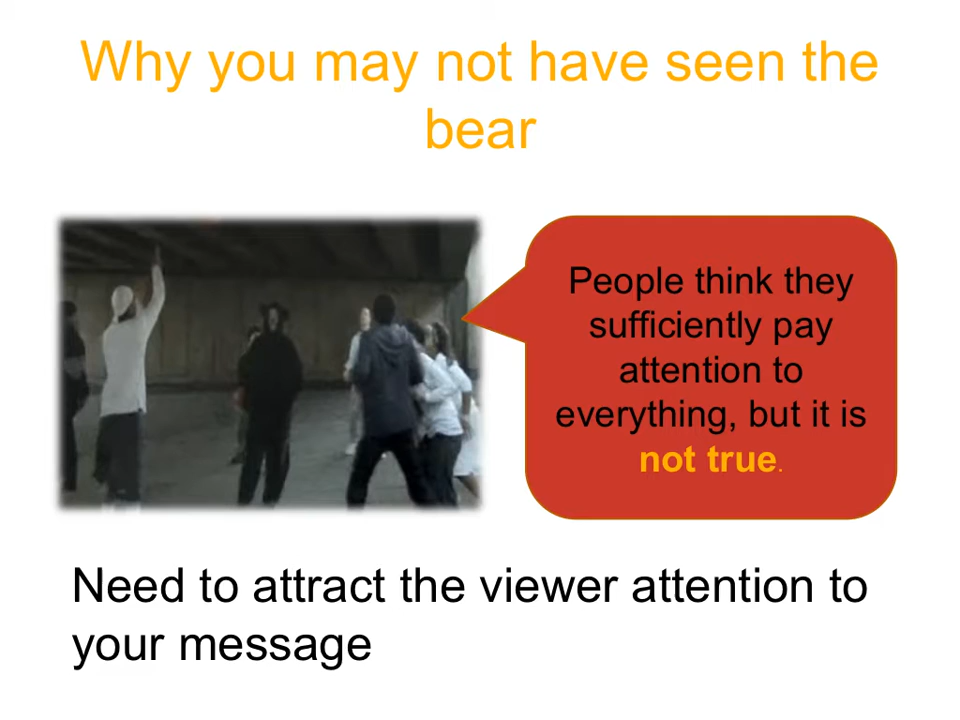 Why you may not have seen the
bear
People think they
sufficiently pay
attention to
everything, but it is
not true.
Need to attract the viewer attention to
your message